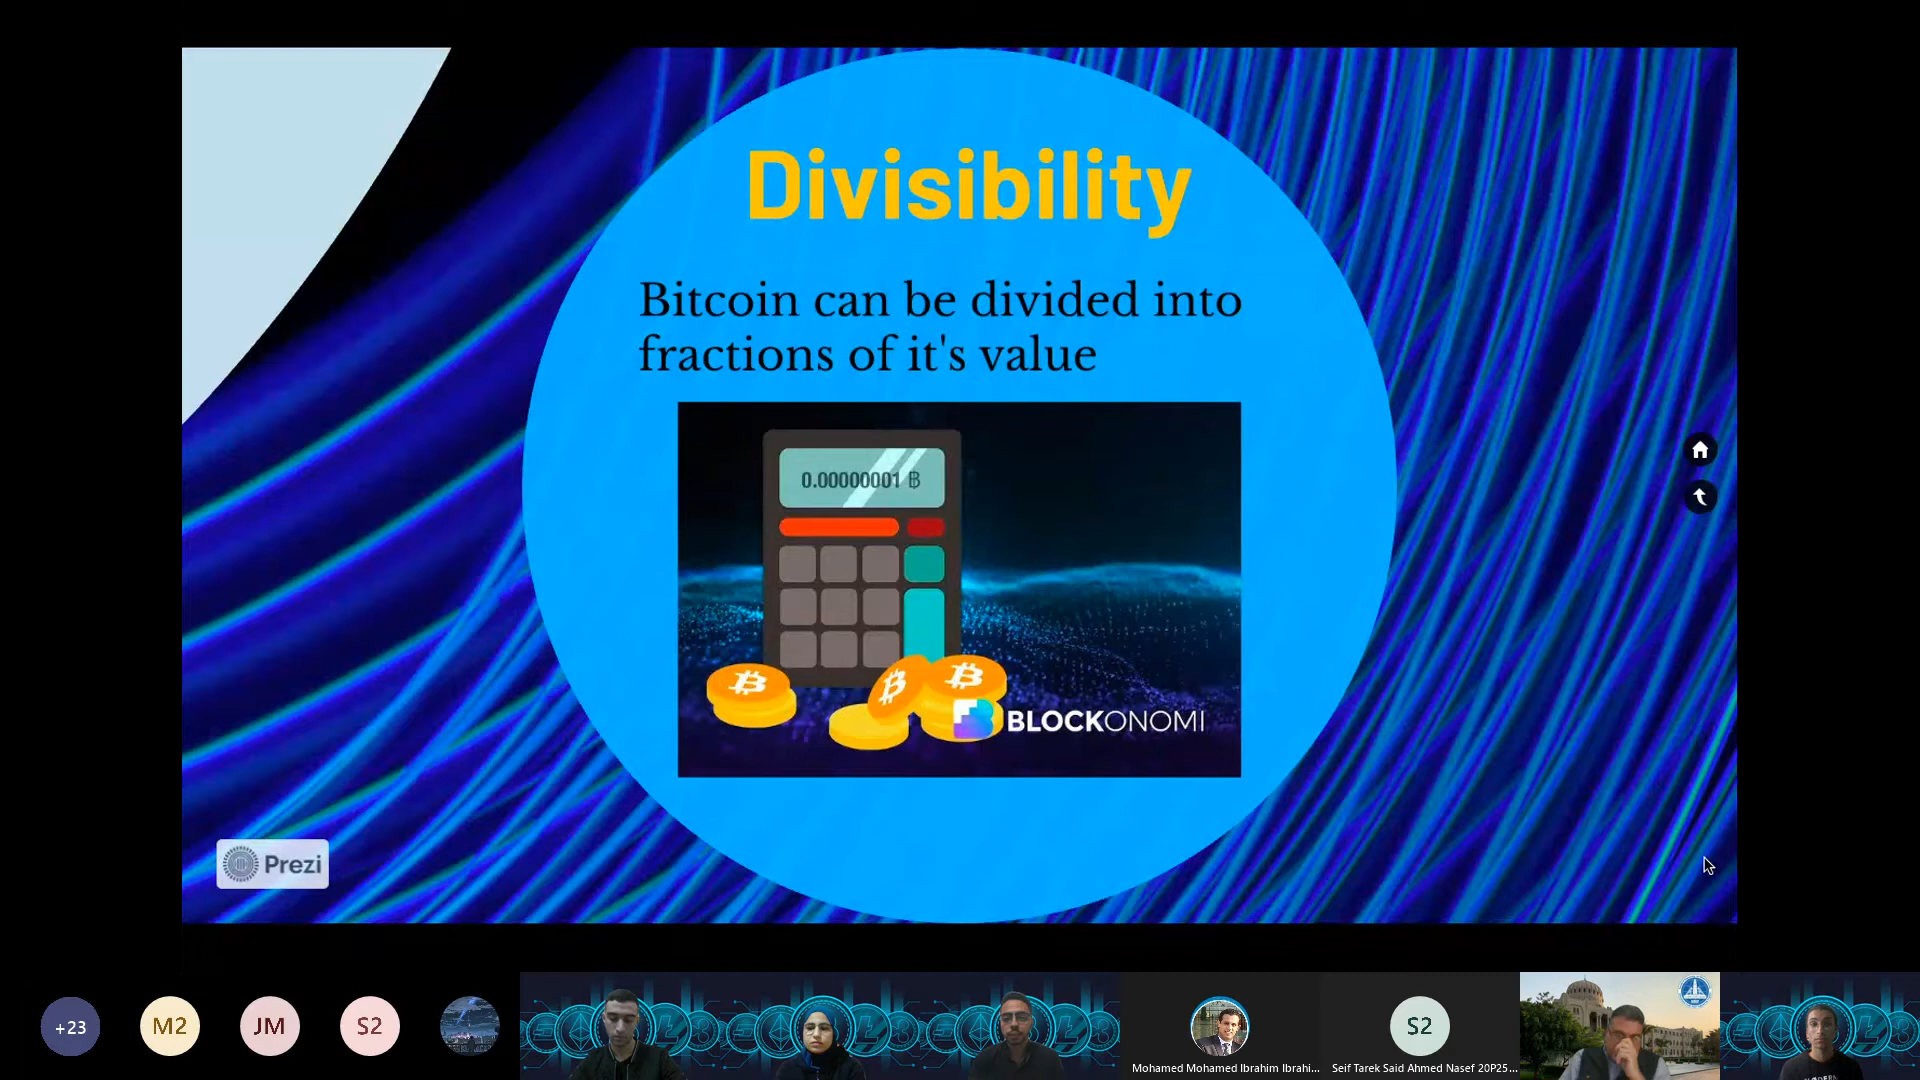 Divisibility
Bitcoin can be divided into
fractions of it's value
0.00000001 ₿
BLOCKONOMI
Prezi
+23
M2
JM
S2
Mohamed Mohamed Ibrahim Ibrahi...
S2
Seif Tarek Said Ahmed Nasef 20P25...